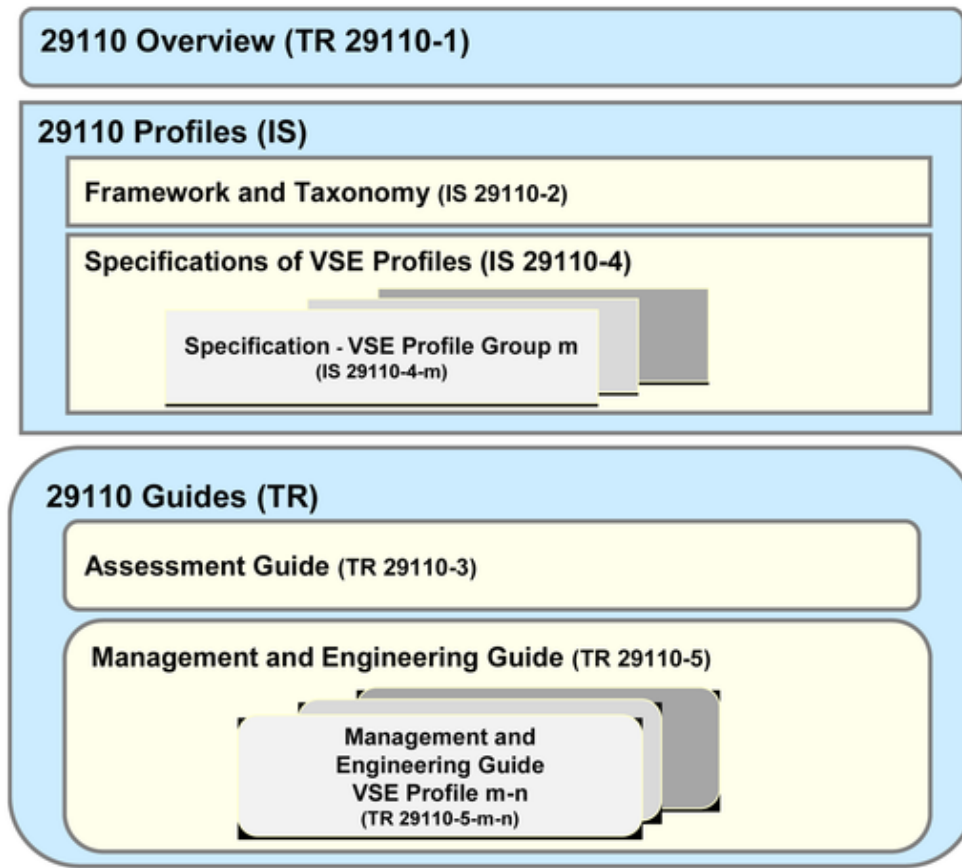 29110 Overview (TR 29110-1)
29110 Profiles (IS)
Framework and Taxonomy (IS 29110-2)
Specifications of VSE Profiles (IS 29110-4)
Specification - VSE Profile Group m
(IS 29110-4-m)
29110 Guides (TR)
Assessment Guide (TR 29110-3)
Management and Engineering Guide (TR 29110-5)
Management and
Engineering Guide
VSE Profile m-n
(TR 29110-5-m-n)